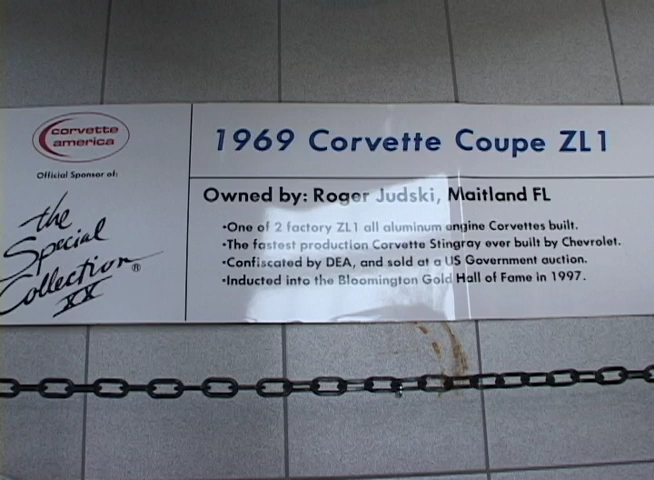 corvette
america
Official Sponsor of:
the
Special
Collection®
XX
1969 Corvette Coupe ZL1
Owned by: Roger Judski, Maitland FL
•One of 2 factory ZL1 all aluminum engine Corvettes built.
•The fastest production Corvette Stingray ever built by Chevrolet.
•Confiscated by DEA, and sold at a US Government auction.
•Inducted into the Bloomington Gold Hall of Fame in 1997.